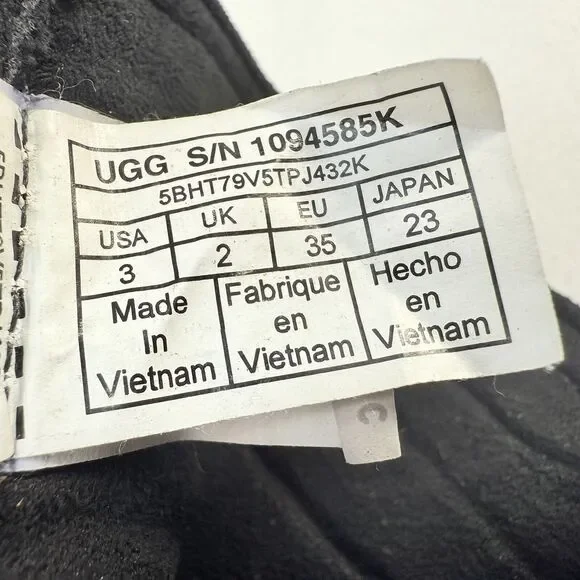 UGG S/N 1094585K
5BHT79V5TPJ432K
USA UK EU JAPAN
3 2 35 23
Made In Vietnam
Fabrique en Vietnam
Hecho en Vietnam
C